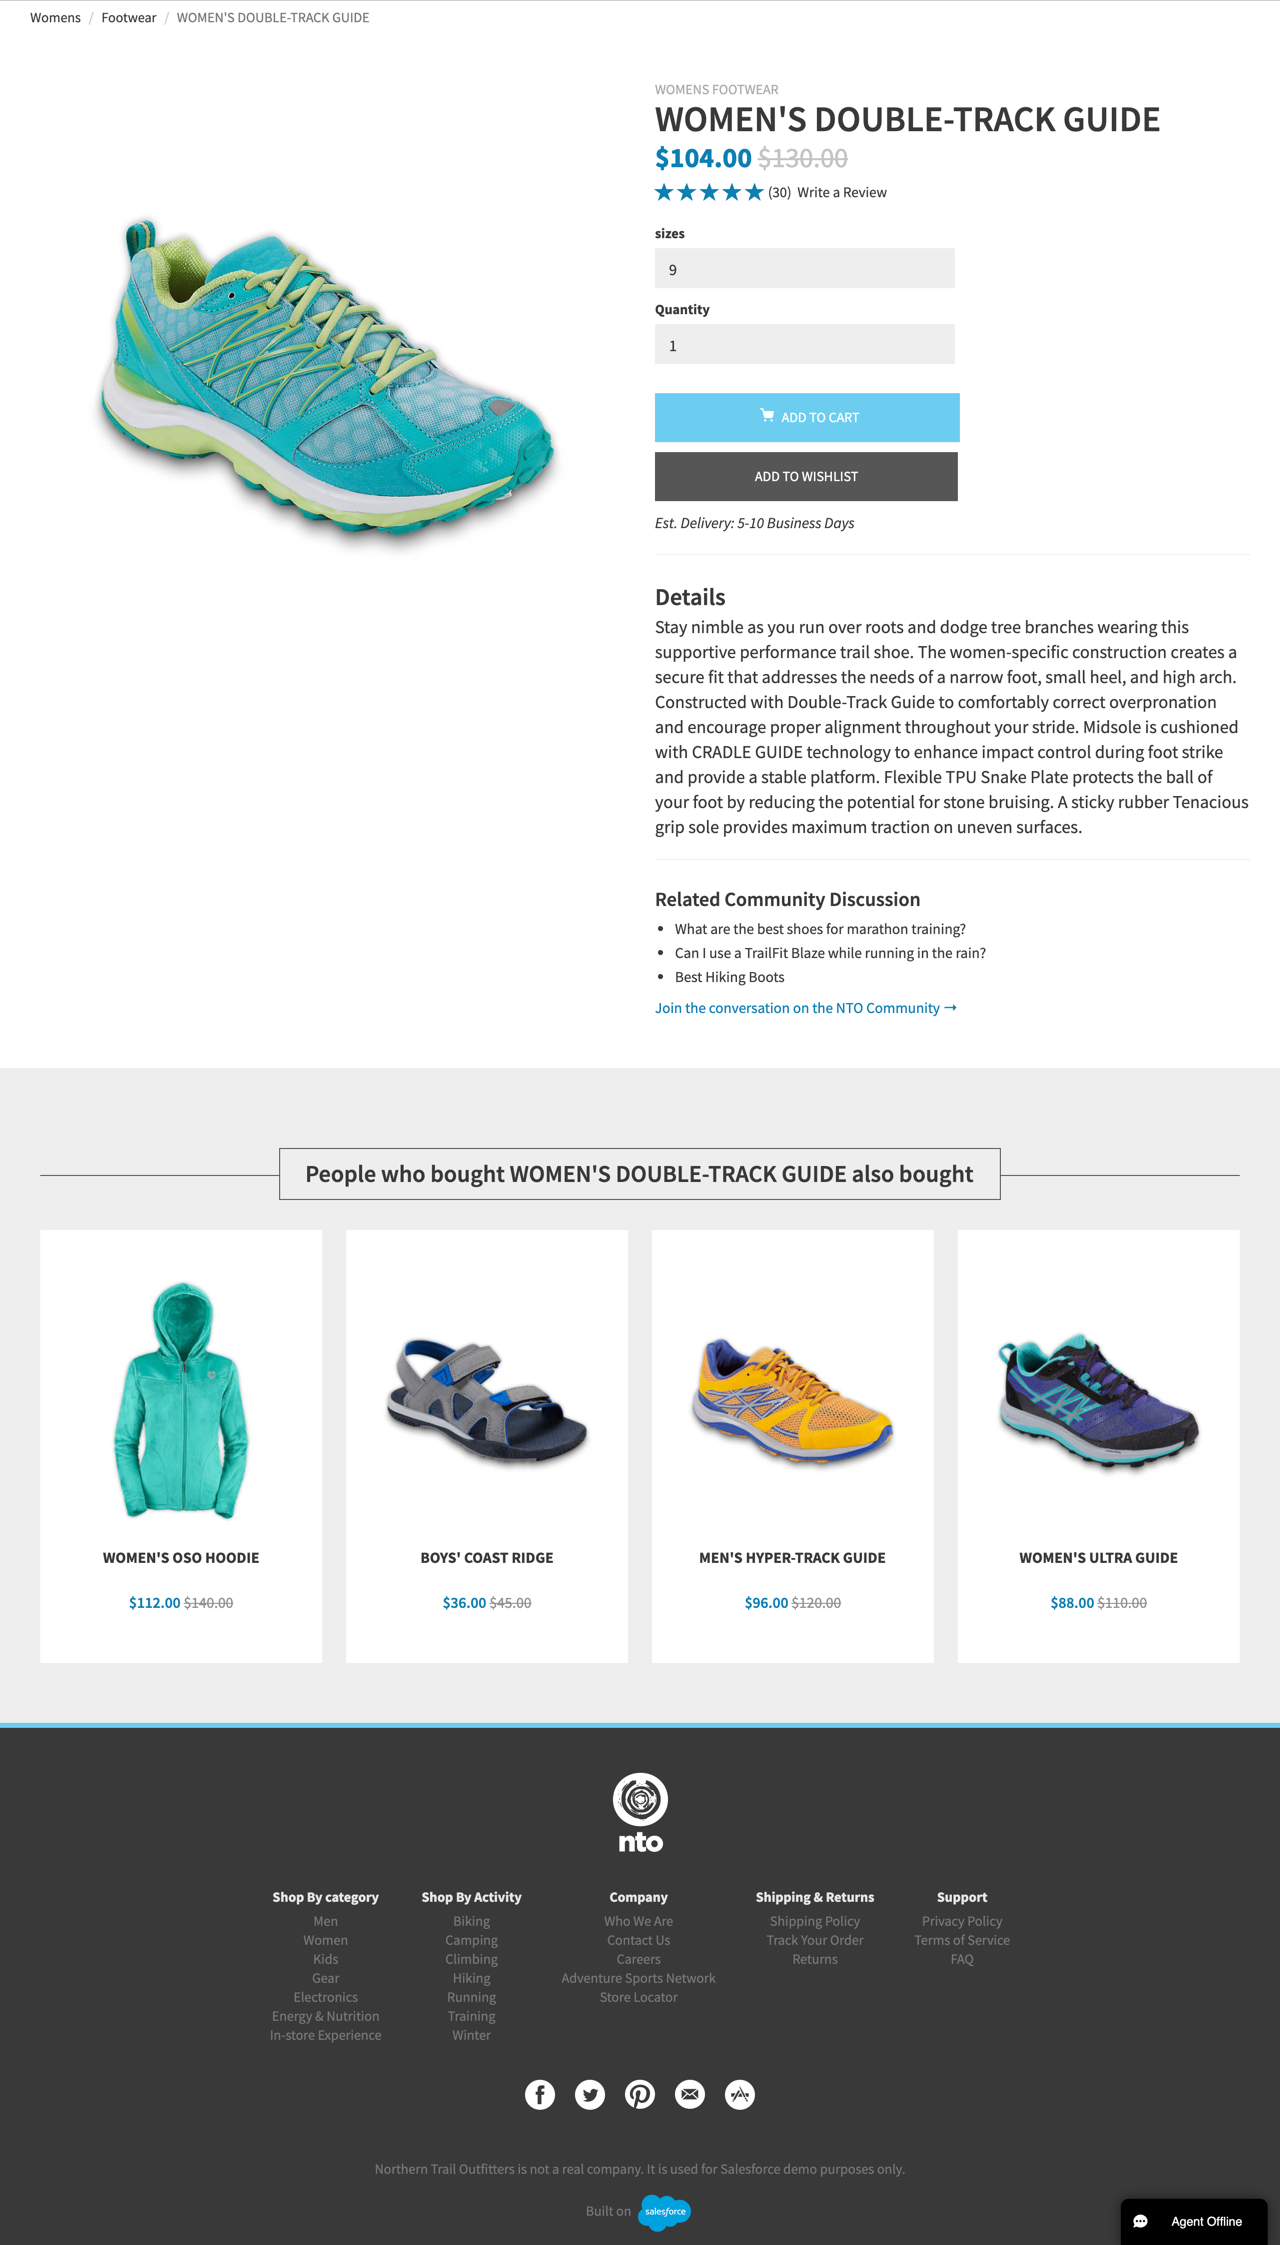 Womens / Footwear / WOMEN'S DOUBLE-TRACK GUIDE
WOMENS FOOTWEAR
WOMEN'S DOUBLE-TRACK GUIDE
$104.00 $130.00
(30) Write a Review
sizes
9
Quantity
1
ADD TO CART
ADD TO WISHLIST
Est. Delivery: 5-10 Business Days
Details
Stay nimble as you run over roots and dodge tree branches wearing this
supportive performance trail shoe. The women-specific construction creates a
secure fit that addresses the needs of a narrow foot, small heel, and high arch.
Constructed with Double-Track Guide to comfortably correct overpronation
and encourage proper alignment throughout your stride. Midsole is cushioned
with CRADLE GUIDE technology to enhance impact control during foot strike
and provide a stable platform. Flexible TPU Snake Plate protects the ball of
your foot by reducing the potential for stone bruising. A sticky rubber Tenacious
grip sole provides maximum traction on uneven surfaces.
Related Community Discussion
• What are the best shoes for marathon training?
• Can I use a TrailFit Blaze while running in the rain?
• Best Hiking Boots
Join the conversation on the NTO Community →
People who bought WOMEN'S DOUBLE-TRACK GUIDE also bought
WOMEN'S OSO HOODIE
$112.00 $140.00
BOYS' COAST RIDGE
$36.00 $45.00
MEN'S HYPER-TRACK GUIDE
$96.00 $120.00
WOMEN'S ULTRA GUIDE
$88.00 $110.00
nto
Shop By category
Men
Women
Kids
Gear
Electronics
Energy & Nutrition
In-store Experience
Shop By Activity
Biking
Camping
Climbing
Hiking
Running
Training
Winter
Company
Who We Are
Contact Us
Careers
Adventure Sports Network
Store Locator
Shipping & Returns
Shipping Policy
Track Your Order
Returns
Support
Privacy Policy
Terms of Service
FAQ
Northern Trail Outfitters is not a real company. It is used for Salesforce demo purposes only.
Built on salesforce
Agent Offline